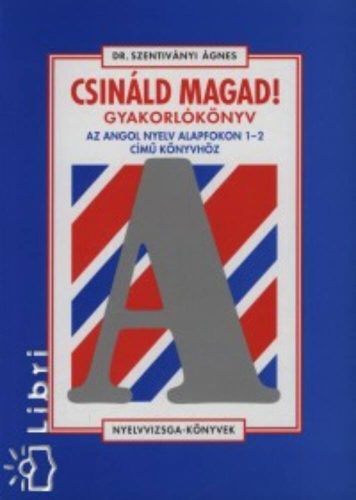 DR. SZENTIVÁNYI ÁGNES
CSINÁLD MAGAD!
GYAKORLÓKÖNYV
AZ ANGOL NYELV ALAPFOKON 1-2
CÍMŰ KÖNYVHÖZ
A
NYELVVIZSGA-KÖNYVEK
Libri